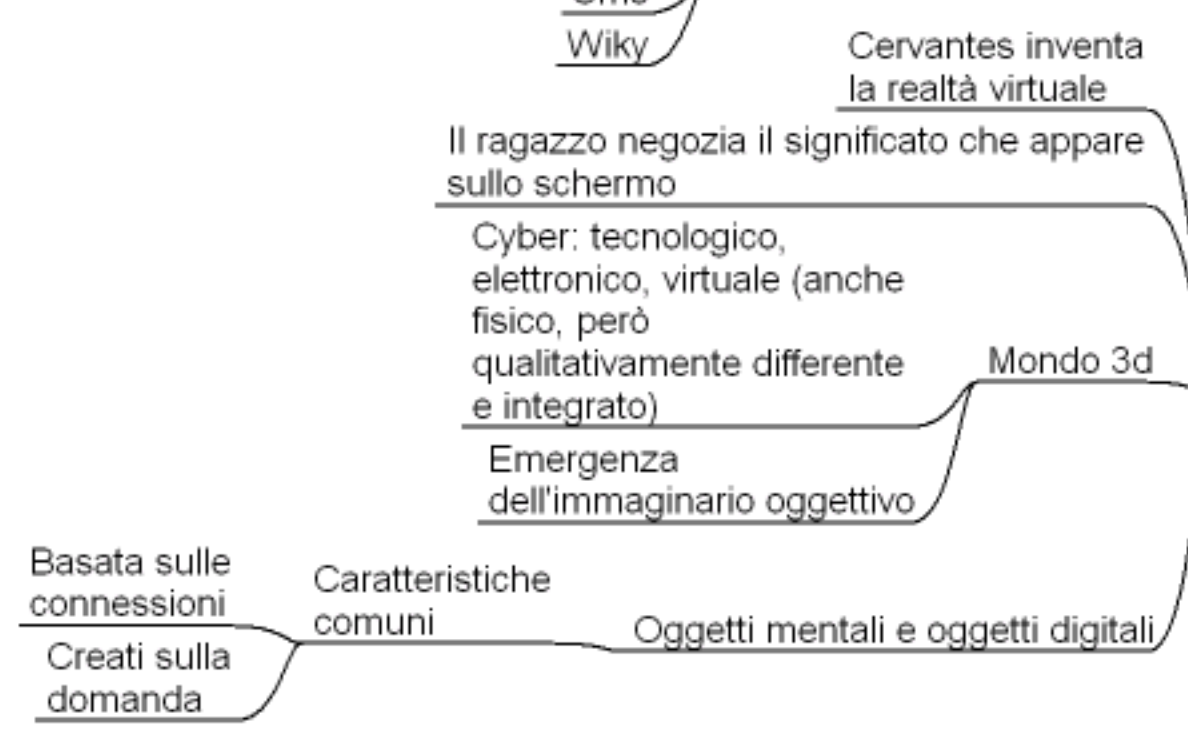 Wiky
Cervantes inventa
la realtà virtuale
Il ragazzo negozia il significato che appare
sullo schermo
Cyber: tecnologico,
elettronico, virtuale (anche
fisico, però
qualitativamente differente
e integrato)
Mondo 3d
Emergenza
dell'immaginario oggettivo
Basata sulle
connessioni
Caratteristiche
comuni
Oggetti mentali e oggetti digitali
Creati sulla
domanda